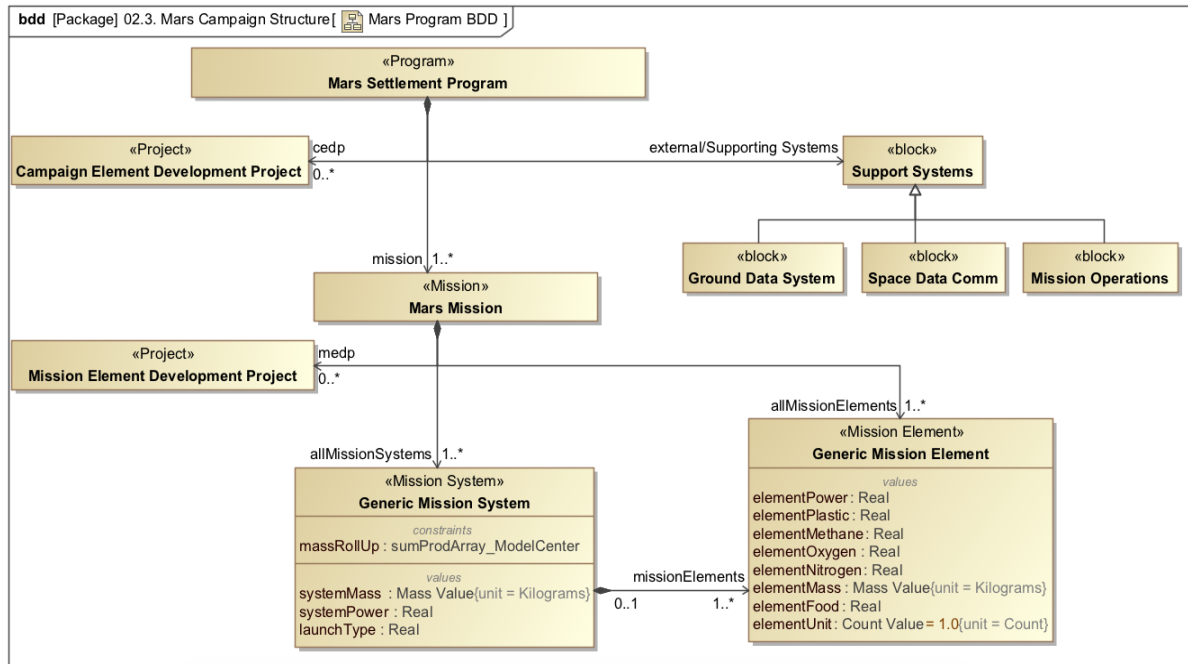 bdd [Package] 02.3. Mars Campaign Structure[ Mars Program BDD ]
«Program»
Mars Settlement Program
«Project»
Campaign Element Development Project
cedp
0..*
external/Supporting Systems
«block»
Support Systems
«block»
Ground Data System
«block»
Space Data Comm
«block»
Mission Operations
mission 1..*
«Mission»
Mars Mission
«Project»
Mission Element Development Project
medp
0..*
allMissionElements 1..*
allMissionSystems 1..*
«Mission System»
Generic Mission System
constraints
massRollUp : sumProdArray_ModelCenter
values
systemMass : Mass Value{unit = Kilograms}
systemPower : Real
launchType : Real
missionElements
0..1
1..*
«Mission Element»
Generic Mission Element
values
elementPower : Real
elementPlastic : Real
elementMethane : Real
elementOxygen : Real
elementNitrogen : Real
elementMass : Mass Value{unit = Kilograms}
elementFood : Real
elementUnit : Count Value = 1.0{unit = Count}